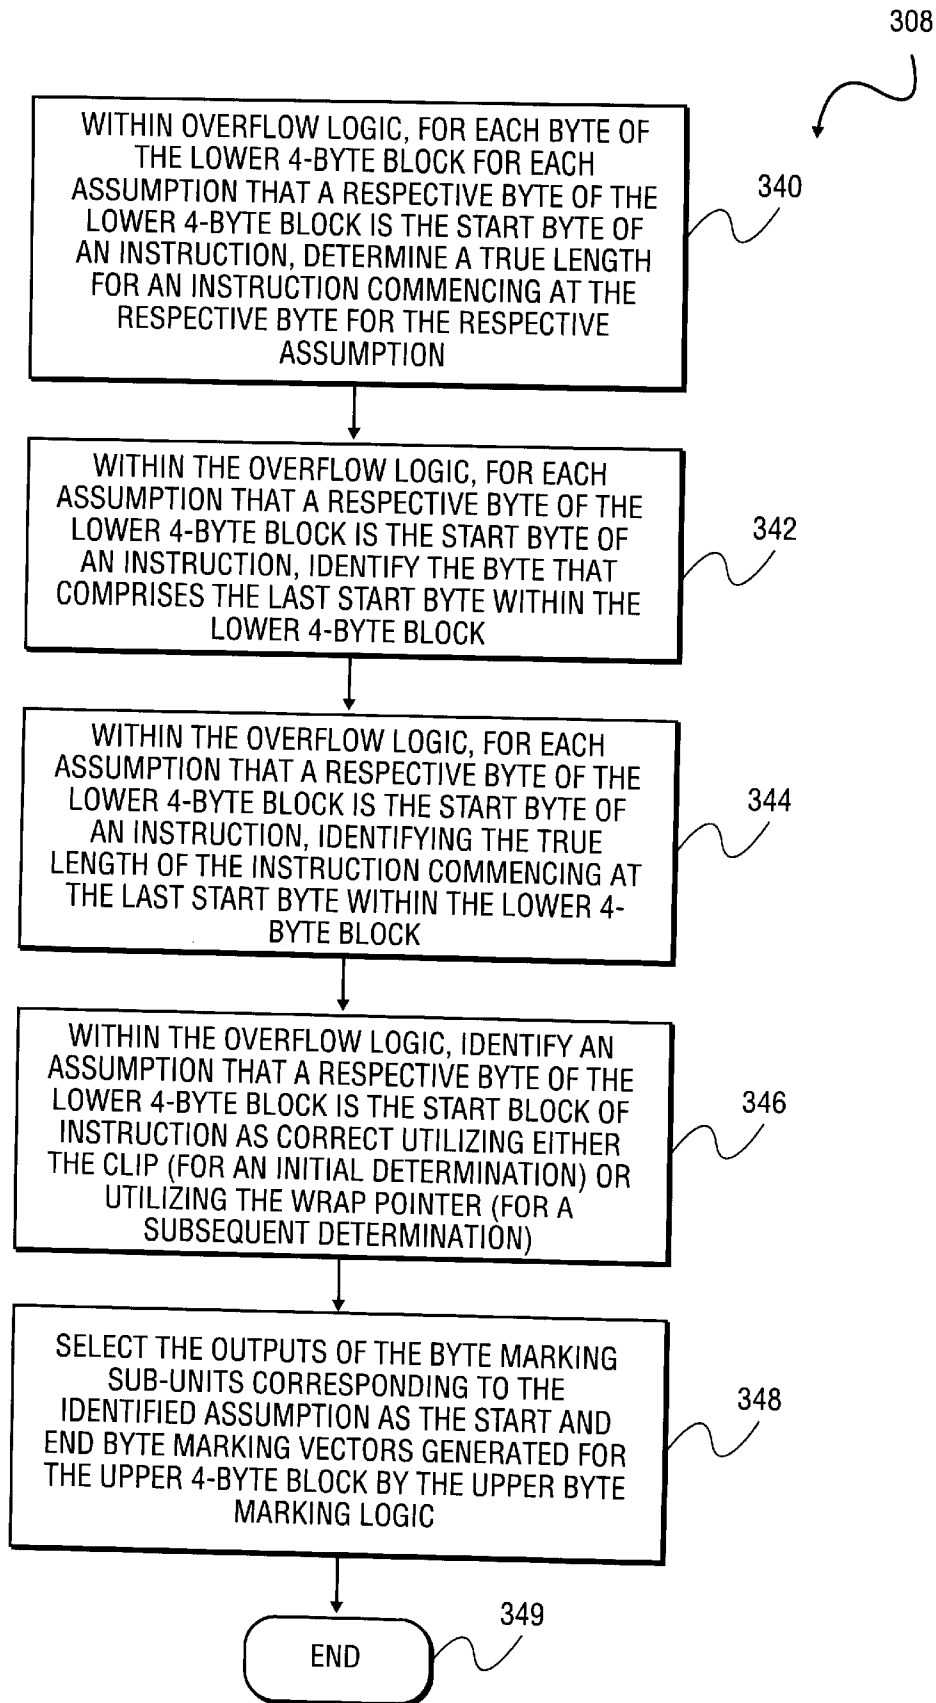 308
WITHIN OVERFLOW LOGIC, FOR EACH BYTE OF
THE LOWER 4-BYTE BLOCK FOR EACH
ASSUMPTION THAT A RESPECTIVE BYTE OF THE
LOWER 4-BYTE BLOCK IS THE START BYTE OF
AN INSTRUCTION, DETERMINE A TRUE LENGTH
FOR AN INSTRUCTION COMMENCING AT THE
RESPECTIVE BYTE FOR THE RESPECTIVE
ASSUMPTION
340
WITHIN THE OVERFLOW LOGIC, FOR EACH
ASSUMPTION THAT A RESPECTIVE BYTE OF THE
LOWER 4-BYTE BLOCK IS THE START BYTE OF
AN INSTRUCTION, IDENTIFY THE BYTE THAT
COMPRISES THE LAST START BYTE WITHIN THE
LOWER 4-BYTE BLOCK
342
WITHIN THE OVERFLOW LOGIC, FOR EACH
ASSUMPTION THAT A RESPECTIVE BYTE OF THE
LOWER 4-BYTE BLOCK IS THE START BYTE OF
AN INSTRUCTION, IDENTIFYING THE TRUE
LENGTH OF THE INSTRUCTION COMMENCING AT
THE LAST START BYTE WITHIN THE LOWER 4-
BYTE BLOCK
344
WITHIN THE OVERFLOW LOGIC, IDENTIFY AN
ASSUMPTION THAT A RESPECTIVE BYTE OF THE
LOWER 4-BYTE BLOCK IS THE START BLOCK OF
INSTRUCTION AS CORRECT UTILIZING EITHER
THE CLIP (FOR AN INITIAL DETERMINATION) OR
UTILIZING THE WRAP POINTER (FOR A
SUBSEQUENT DETERMINATION)
346
SELECT THE OUTPUTS OF THE BYTE MARKING
SUB-UNITS CORRESPONDING TO THE
IDENTIFIED ASSUMPTION AS THE START AND
END BYTE MARKING VECTORS GENERATED FOR
THE UPPER 4-BYTE BLOCK BY THE UPPER BYTE
MARKING LOGIC
348
END
349